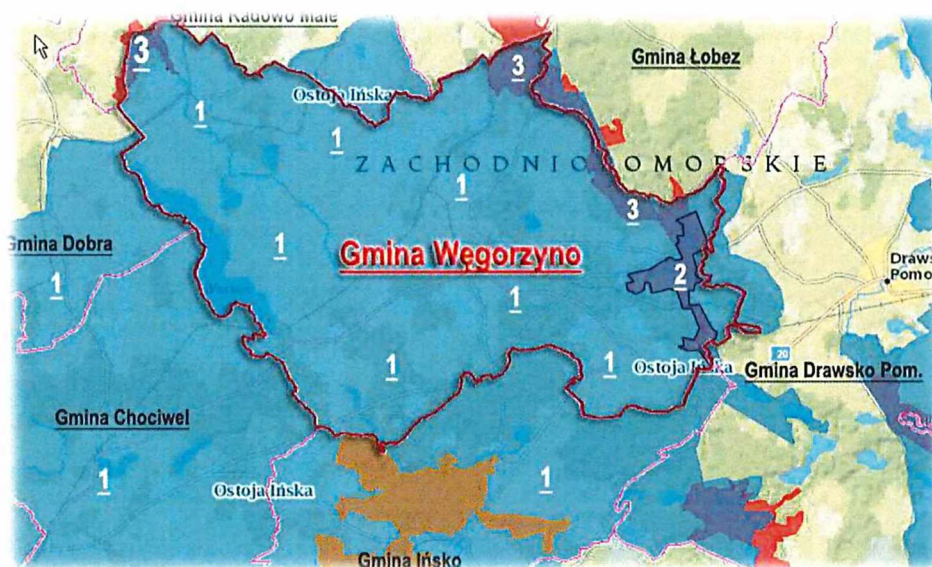 Gmina Radowo Małe
3
3
Gmina Łobez
Ostoja Ińska
1
1
ZACHODNIOPOMORSKIE
1
3
Gmina Dobra
1
Gmina Węgorzyno
2
Draws
Pomo
1
1
20
1
1
Ostoja Ińska
Gmina Drawsko Pom.
Gmina Chociwel
1
Ostoja Ińska
1
Gmina Ińsko